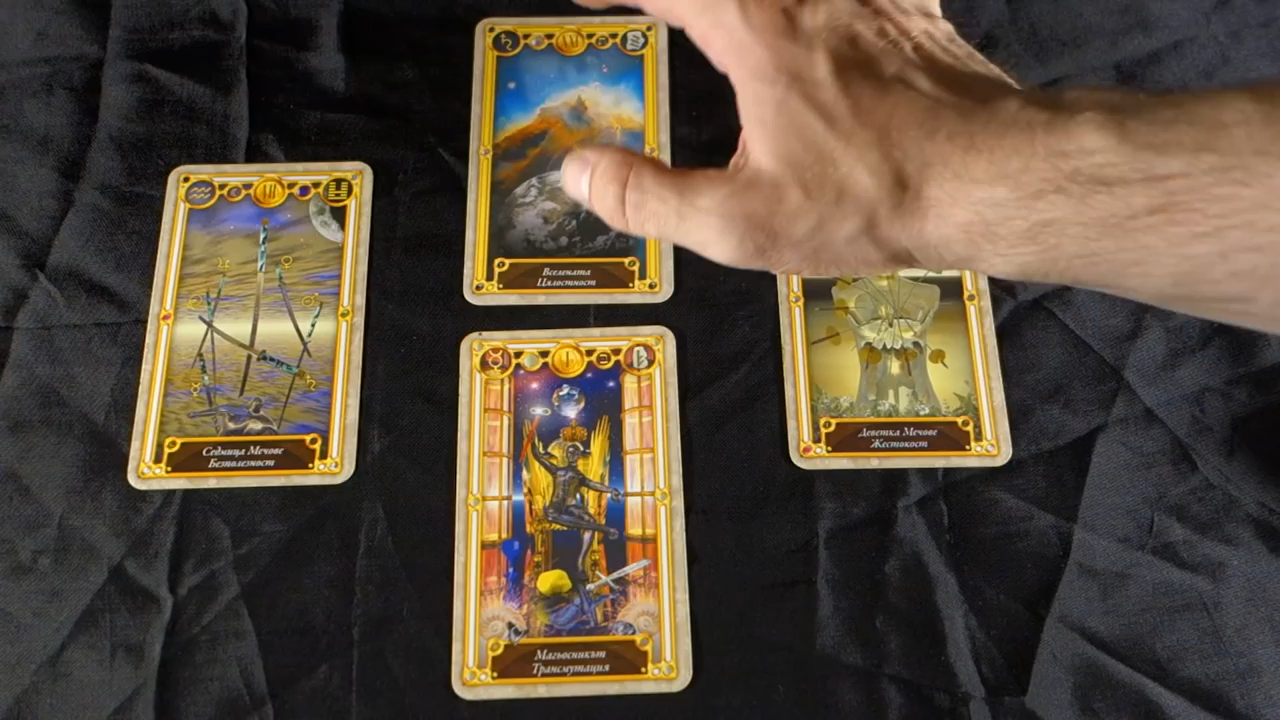 Вселената
Цялостност
Седмица Мечове
Безполезност
Деветка Мечове
Жестокост
Магьосникът
Трансмутация